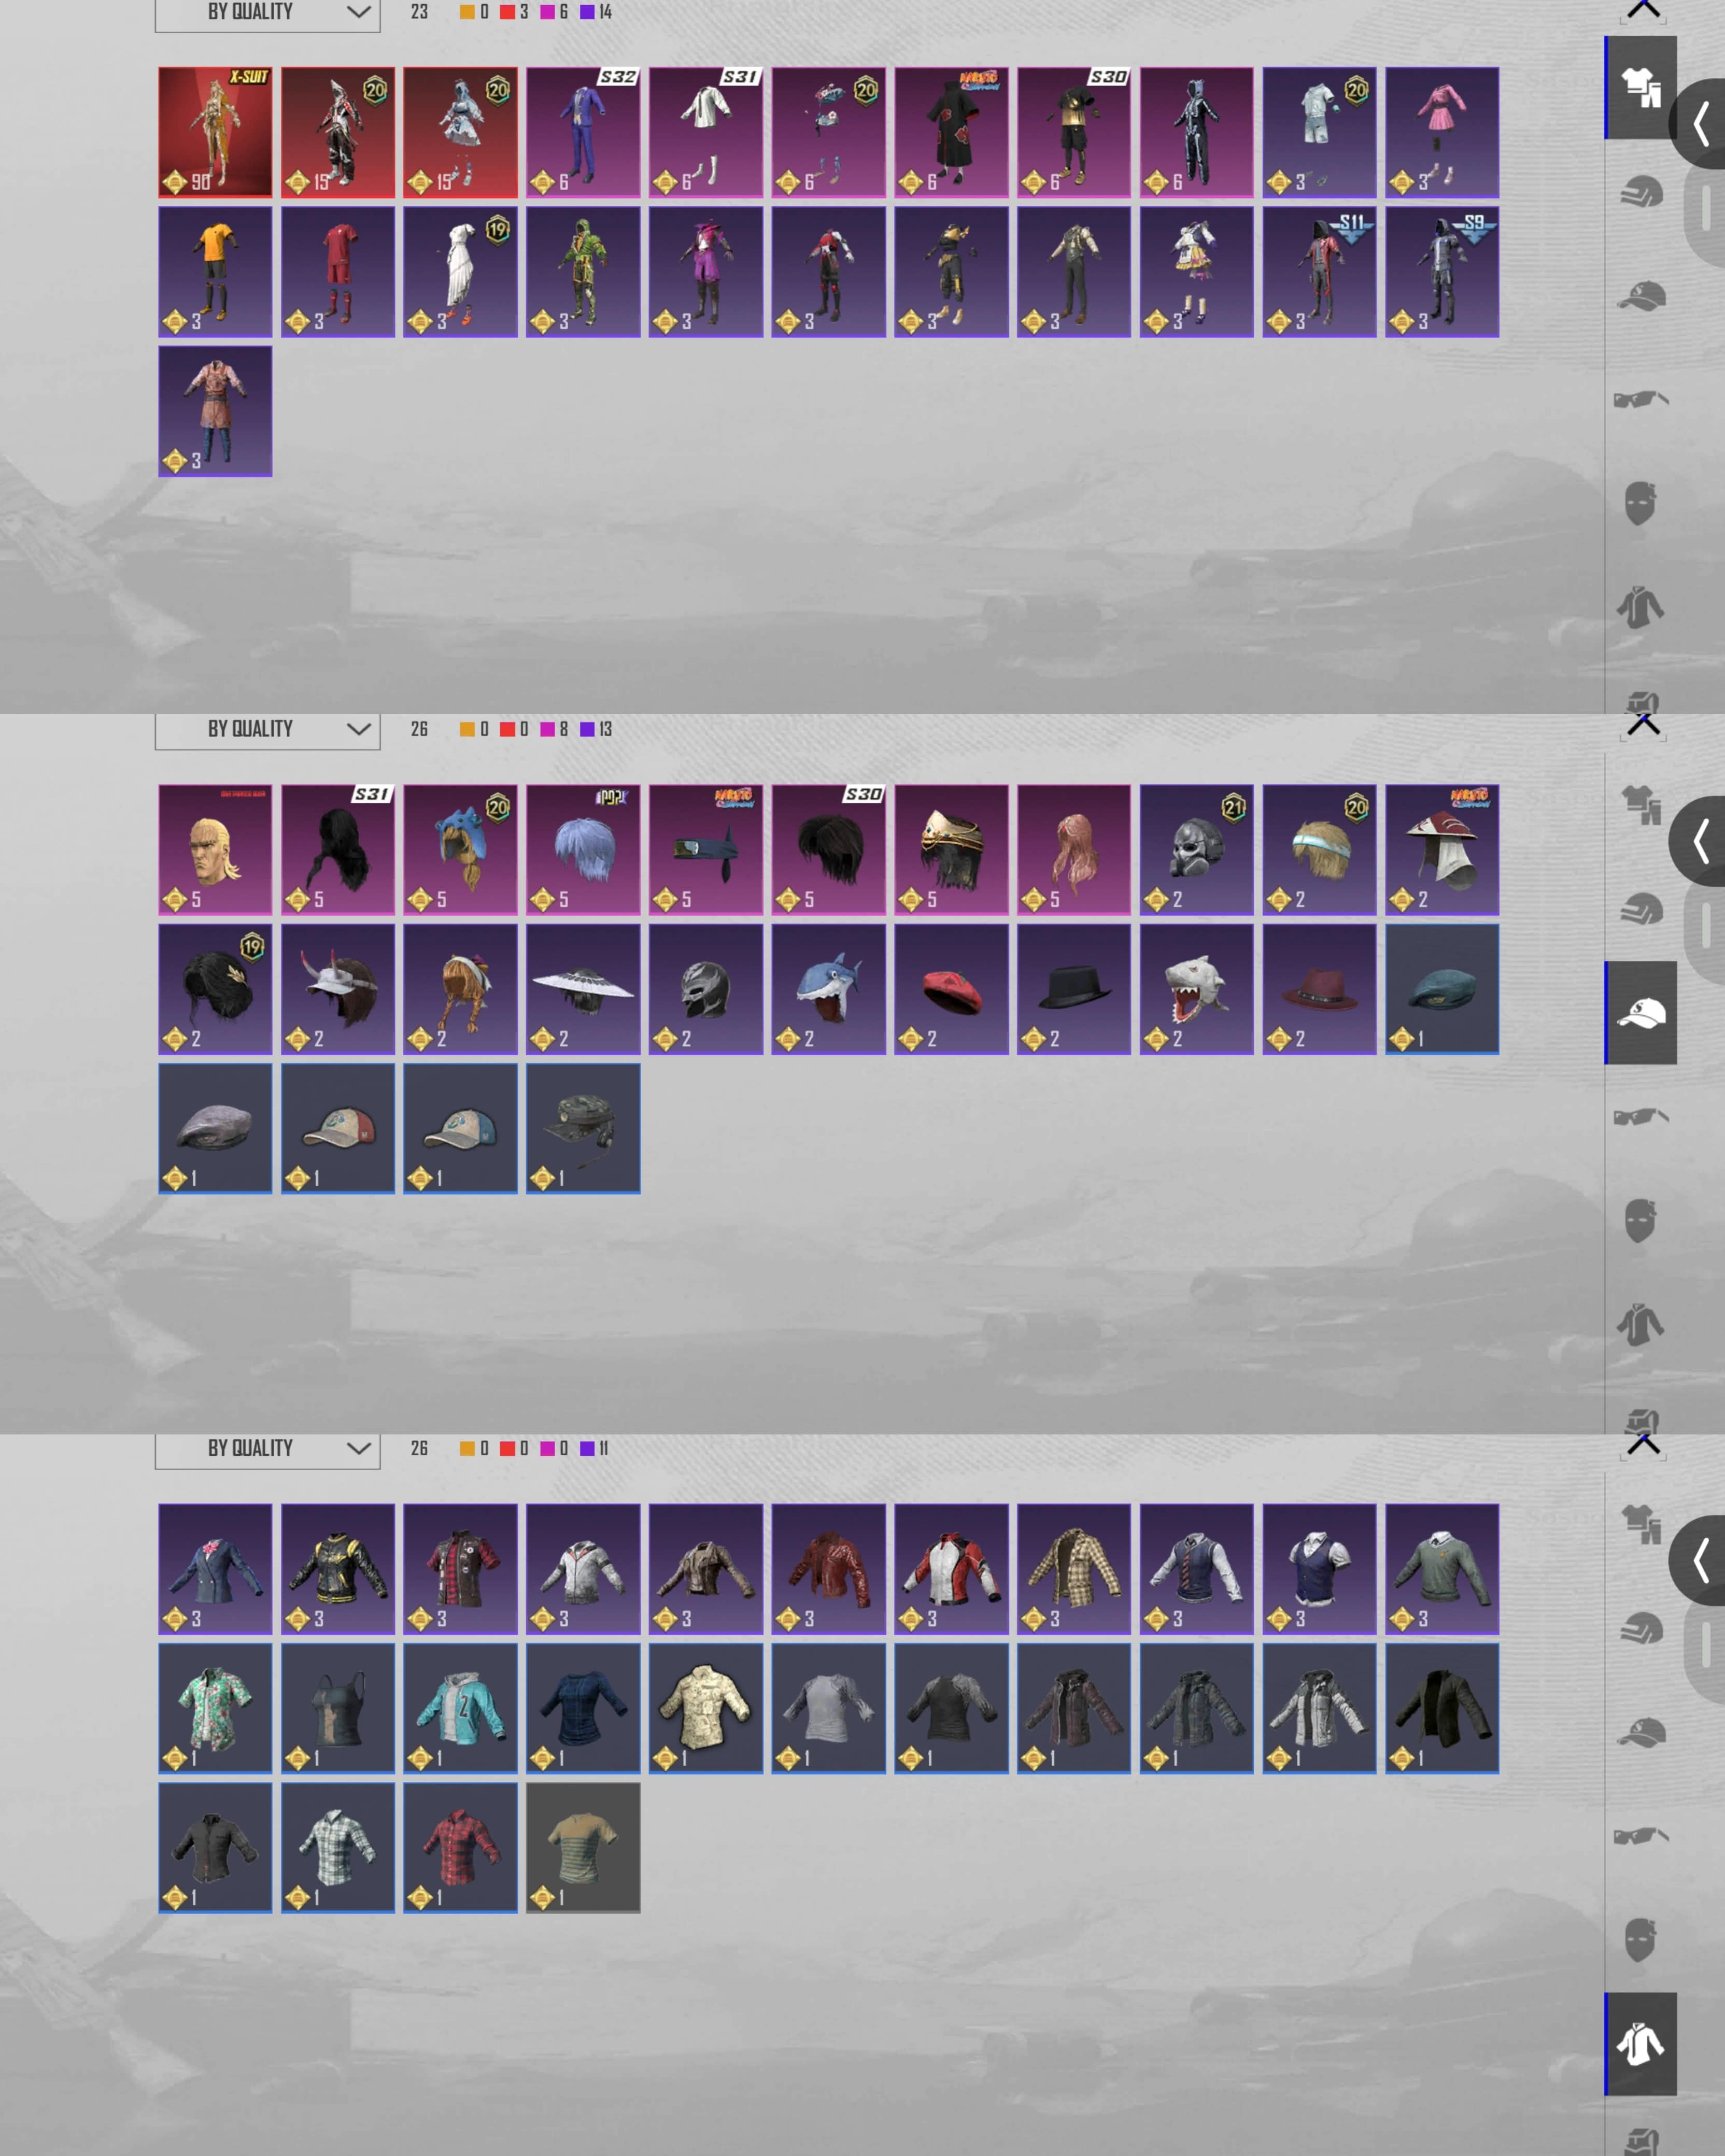 BY QUALITY 23 0 3 6 14
X-SUIT 20 20 S32 S31 20 NARUTO S30 20
90 15 15 6 6 6 6 6 6 3 3
19 S11 S9
3 3 3 3 3 3 3 3 3 3 3
3
BY QUALITY 26 0 0 8 13
S31 20 NARUTO S30 21 20 NARUTO
5 5 5 5 5 5 5 5 2 2 2
19
2 2 2 2 2 2 2 2 2 2 1
1 1 1 1
BY QUALITY 26 0 0 0 11
3 3 3 3 3 3 3 3 3 3 3
2
1 1 1 1 1 1 1 1 1 1 1
1 1 1 1